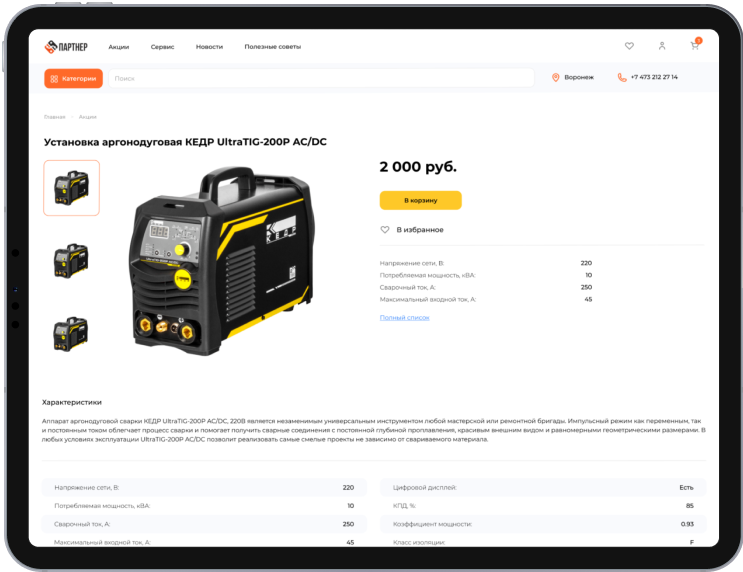 ПАРТНЕР
Акции
Сервис
Новости
Полезные советы
3
Категории
Поиск
Воронеж
+7 473 212 27 14
Главная
Акции
Установка аргонодуговая КЕДР UltraTIG-200P AC/DC
2 000 руб.
В корзину
В избранное
Напряжение сети, В: 220
Потребляемая мощность, кВА: 10
Сварочный ток, А: 250
Максимальный входной ток, А: 45
Полный список
КЕДР
Характеристики
Аппарат аргонодуговой сварки КЕДР UltraTIG-200P AC/DC, 220В является незаменимым универсальным инструментом любой мастерской или ремонтной бригады. Импульсный режим как переменным, так
и постоянным током облегчает процесс сварки и помогает получить сварные соединения с постоянной глубиной проплавления, красивым внешним видом и равномерными геометрическими размерами. В
любых условиях эксплуатации UltraTIG-200P AC/DC позволит реализовать самые смелые проекты не зависимо от свариваемого материала.
Напряжение сети, В: 220
Цифровой дисплей: Есть
Потребляемая мощность, кВА: 10
КПД, %: 85
Сварочный ток, А: 250
Коэффициент мощности: 0.93
Максимальный входной ток, А: 45
Класс изоляции: F